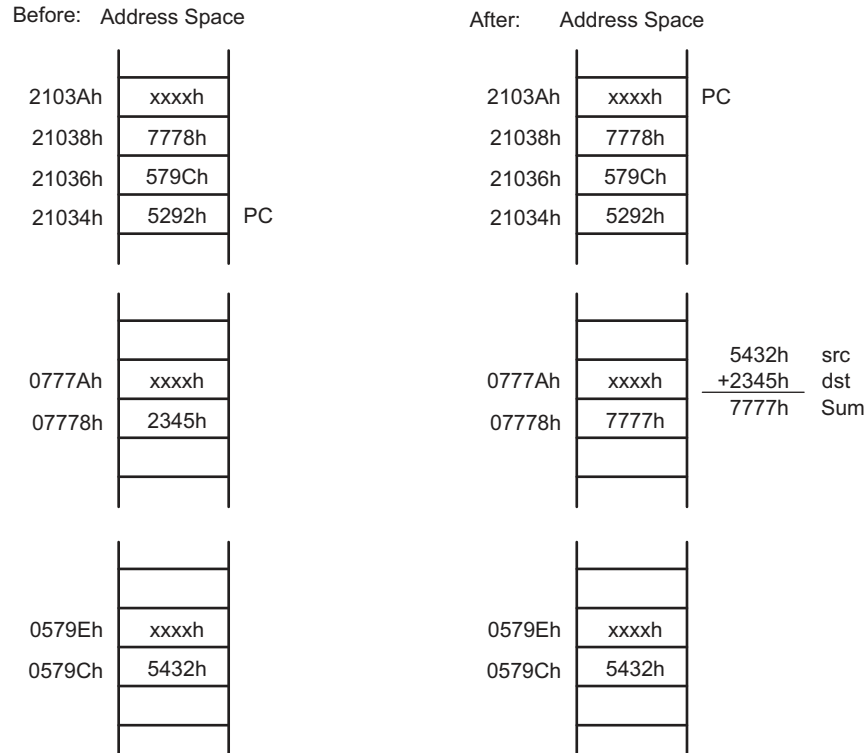 Before: Address Space
2103Ah xxxxh
21038h 7778h
21036h 579Ch
21034h 5292h PC
0777Ah xxxxh
07778h 2345h
0579Eh xxxxh
0579Ch 5432h
After: Address Space
2103Ah xxxxh PC
21038h 7778h
21036h 579Ch
21034h 5292h
5432h src
0777Ah xxxxh +2345h dst
07778h 7777h 7777h Sum
0579Eh xxxxh
0579Ch 5432h